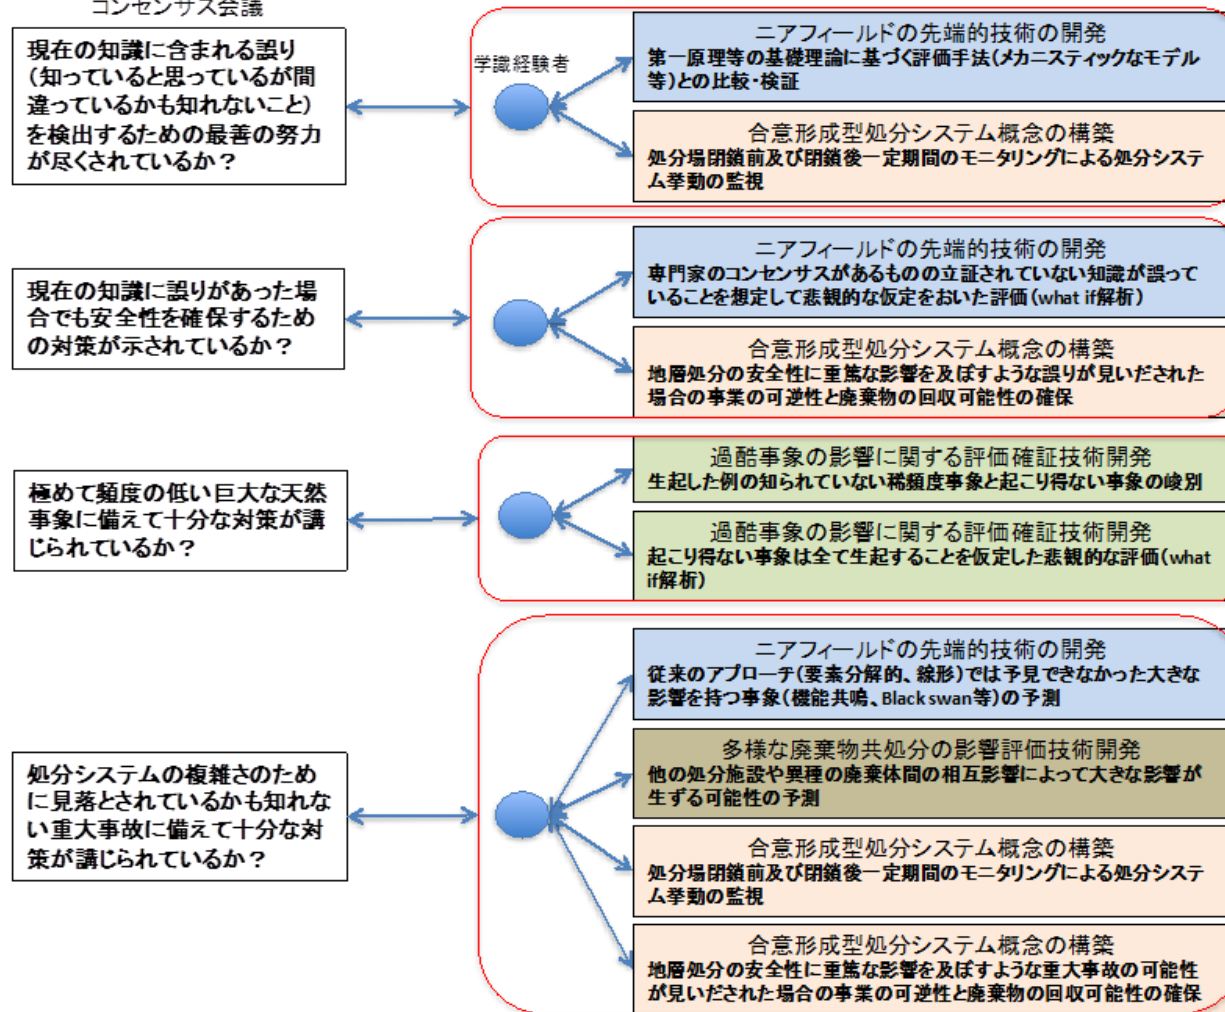 コンセンサス会議
現在の知識に含まれる誤り
(知っていると思っているが間
違っているかも知れないこと)
を検出するための最善の努力
が尽くされているか?
学識経験者
ニアフィールドの先端的技術の開発
第一原理等の基礎理論に基づく評価手法(メカニスティックなモデル
等)との比較・検証
合意形成型処分システム概念の構築
処分場閉鎖前及び閉鎖後一定期間のモニタリングによる処分システ
ム挙動の監視
現在の知識に誤りがあった場
合でも安全性を確保するため
の対策が示されているか?
ニアフィールドの先端的技術の開発
専門家のコンセンサスがあるものの立証されていない知識が誤って
いることを想定して悲観的な仮定をおいた評価(what if解析)
合意形成型処分システム概念の構築
地層処分の安全性に重篤な影響を及ぼすような誤りが見いだされた
場合の事業の可逆性と廃棄物の回収可能性の確保
極めて頻度の低い巨大な天然
事象に備えて十分な対策が講
じられているか?
過酷事象の影響に関する評価確証技術開発
生起した例の知られていない稀頻度事象と起こり得ない事象の峻別
過酷事象の影響に関する評価確証技術開発
起こり得ない事象は全て生起することを仮定した悲観的な評価(what
if解析)
処分システムの複雑さのため
に見落とされているかも知れな
い重大事故に備えて十分な対
策が講じられているか?
ニアフィールドの先端的技術の開発
従来のアプローチ(要素分解的、線形)では予見できなかった大きな
影響を持つ事象(機能共鳴、Black swan等)の予測
多様な廃棄物共処分の影響評価技術開発
他の処分施設や異種の廃棄体間の相互影響によって大きな影響が
生ずる可能性の予測
合意形成型処分システム概念の構築
処分場閉鎖前及び閉鎖後一定期間のモニタリングによる処分システ
ム挙動の監視
合意形成型処分システム概念の構築
地層処分の安全性に重篤な影響を及ぼすような重大事故の可能性
が見いだされた場合の事業の可逆性と廃棄物の回収可能性の確保